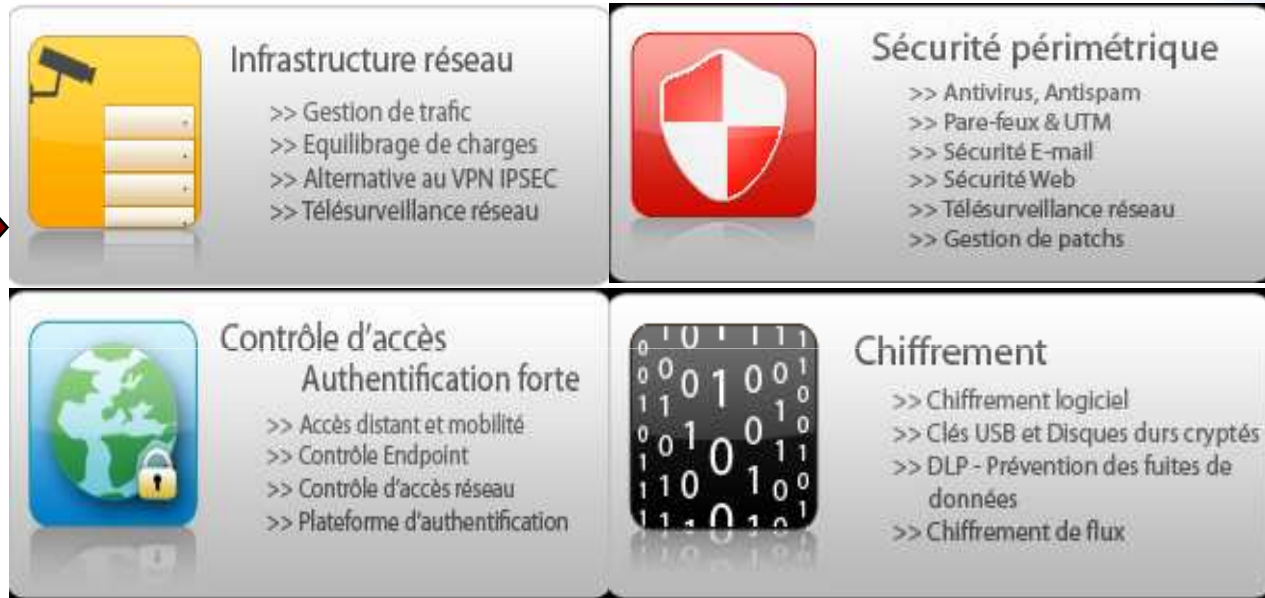 Infrastructure réseau
>> Gestion de trafic
>> Equilibrage de charges
>> Alternative au VPN IPSEC
>> Télésurveillance réseau
Sécurité périmétrique
>> Antivirus, Antispam
>> Pare-feux & UTM
>> Sécurité E-mail
>> Sécurité Web
>> Télésurveillance réseau
>> Gestion de patchs
Contrôle d'accès
Authentification forte
>> Accès distant et mobilité
>> Contrôle Endpoint
>> Contrôle d'accès réseau
>> Plateforme d'authentification
Chiffrement
>> Chiffrement logiciel
>> Clés USB et Disques durs cryptés
>> DLP - Prévention des fuites de
données
>> Chiffrement de flux